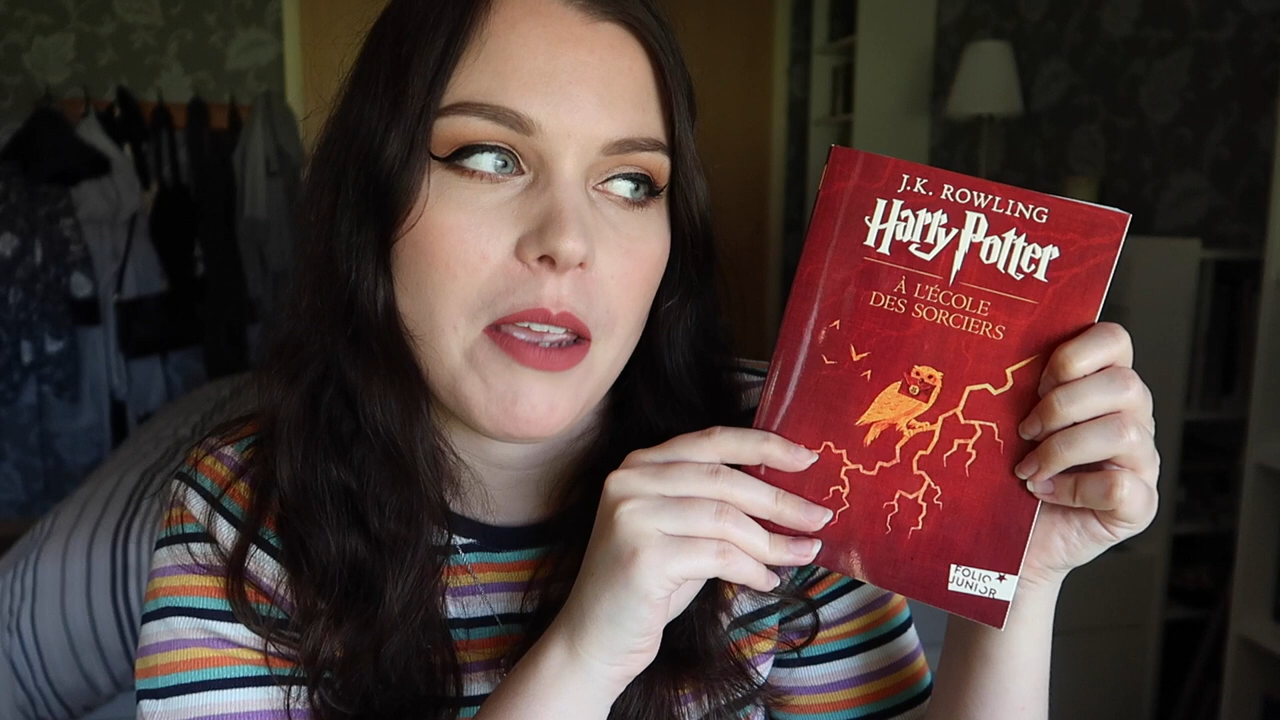 J.K. ROWLING
Harry Potter
À L'ÉCOLE
DES SORCIERS
FOLIO
JUNIOR